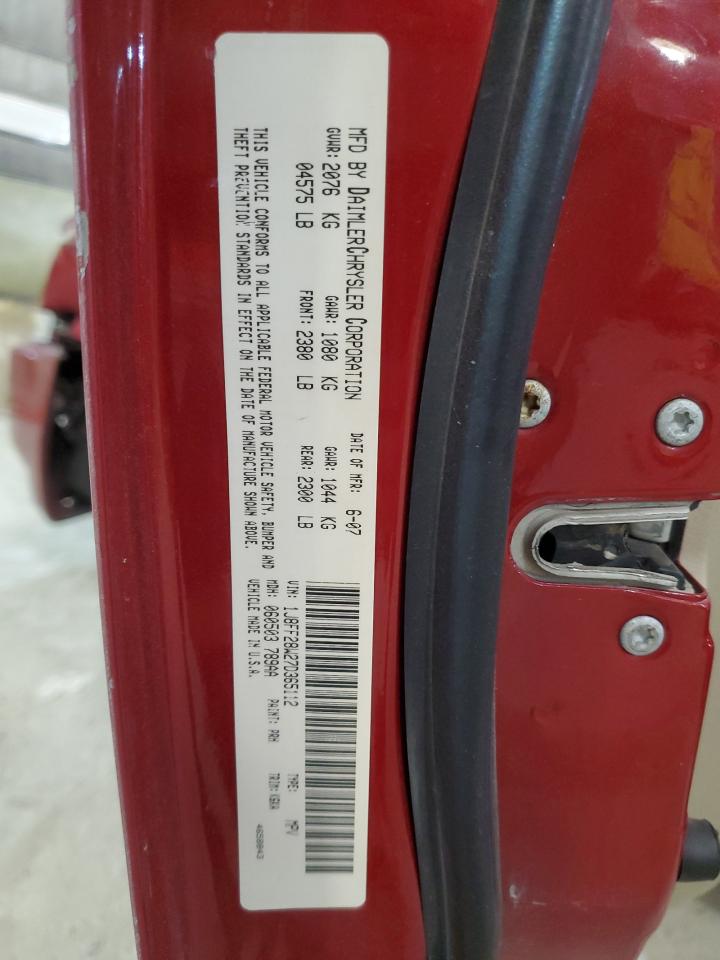 MFD BY DAIMLERCHRYSLER CORPORATION
DATE OF MFR: 6-07
GVWR: 2076 KG
04575 LB
GAWR: 1080 KG
FRONT: 2380 LB
GAWR: 1044 KG
REAR: 2300 LB
THIS VEHICLE CONFORMS TO ALL APPLICABLE FEDERAL MOTOR VEHICLE SAFETY, BUMPER AND
THEFT PREVENTION STANDARDS IN EFFECT ON THE DATE OF MANUFACTURE SHOWN ABOVE.
VIN: 1J8FF28W27D365112
TYPE: MPV
MDH: 060503 789AA
PAINT: PRH
TRIM:
VEHICLE MADE IN U.S.A.